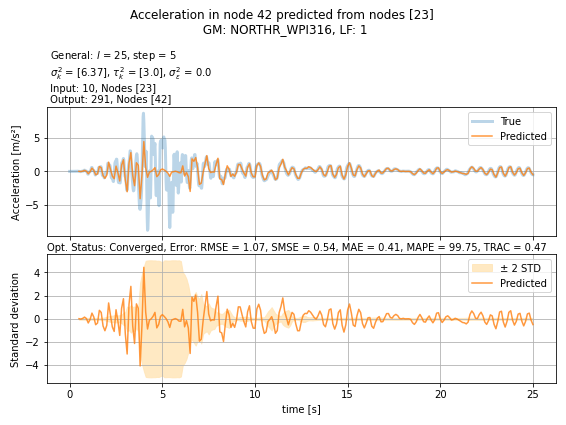 Acceleration in node 42 predicted from nodes [23]
GM: NORTHR_WPI316, LF: 1
General: l = 25, step = 5
σ²ₖ = [6.37], τ²ₖ = [3.0], σ²ε = 0.0
Input: 10, Nodes [23]
Output: 291, Nodes [42]
Acceleration [m/s²]
5
0
−5
True
Predicted
Opt. Status: Converged, Error: RMSE = 1.07, SMSE = 0.54, MAE = 0.41, MAPE = 99.75, TRAC = 0.47
Standard deviation
4
2
0
−2
−4
± 2 STD
Predicted
0 5 10 15 20 25
time [s]